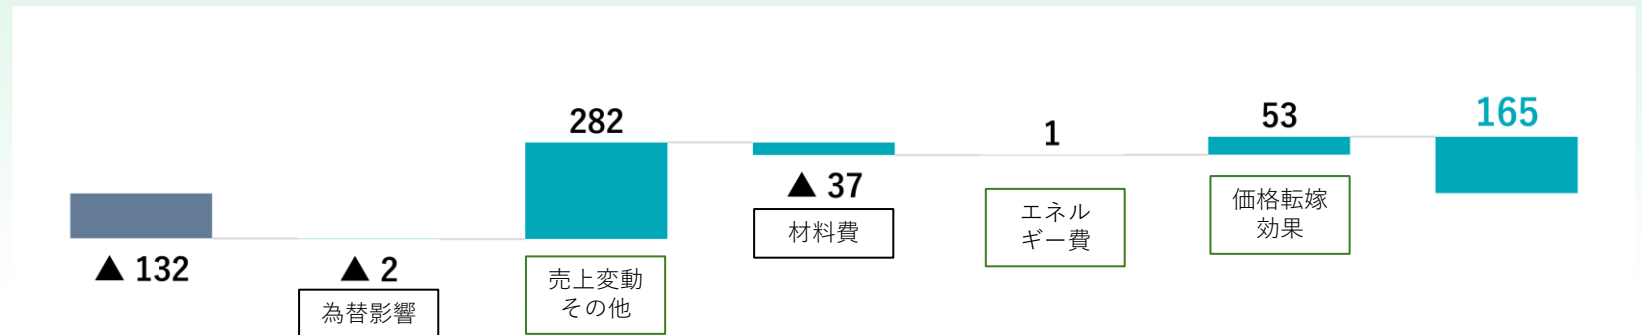 ▲ 132
▲ 2
為替影響
282
売上変動
その他
▲ 37
材料費
1
エネル
ギー費
53
価格転嫁
効果
165